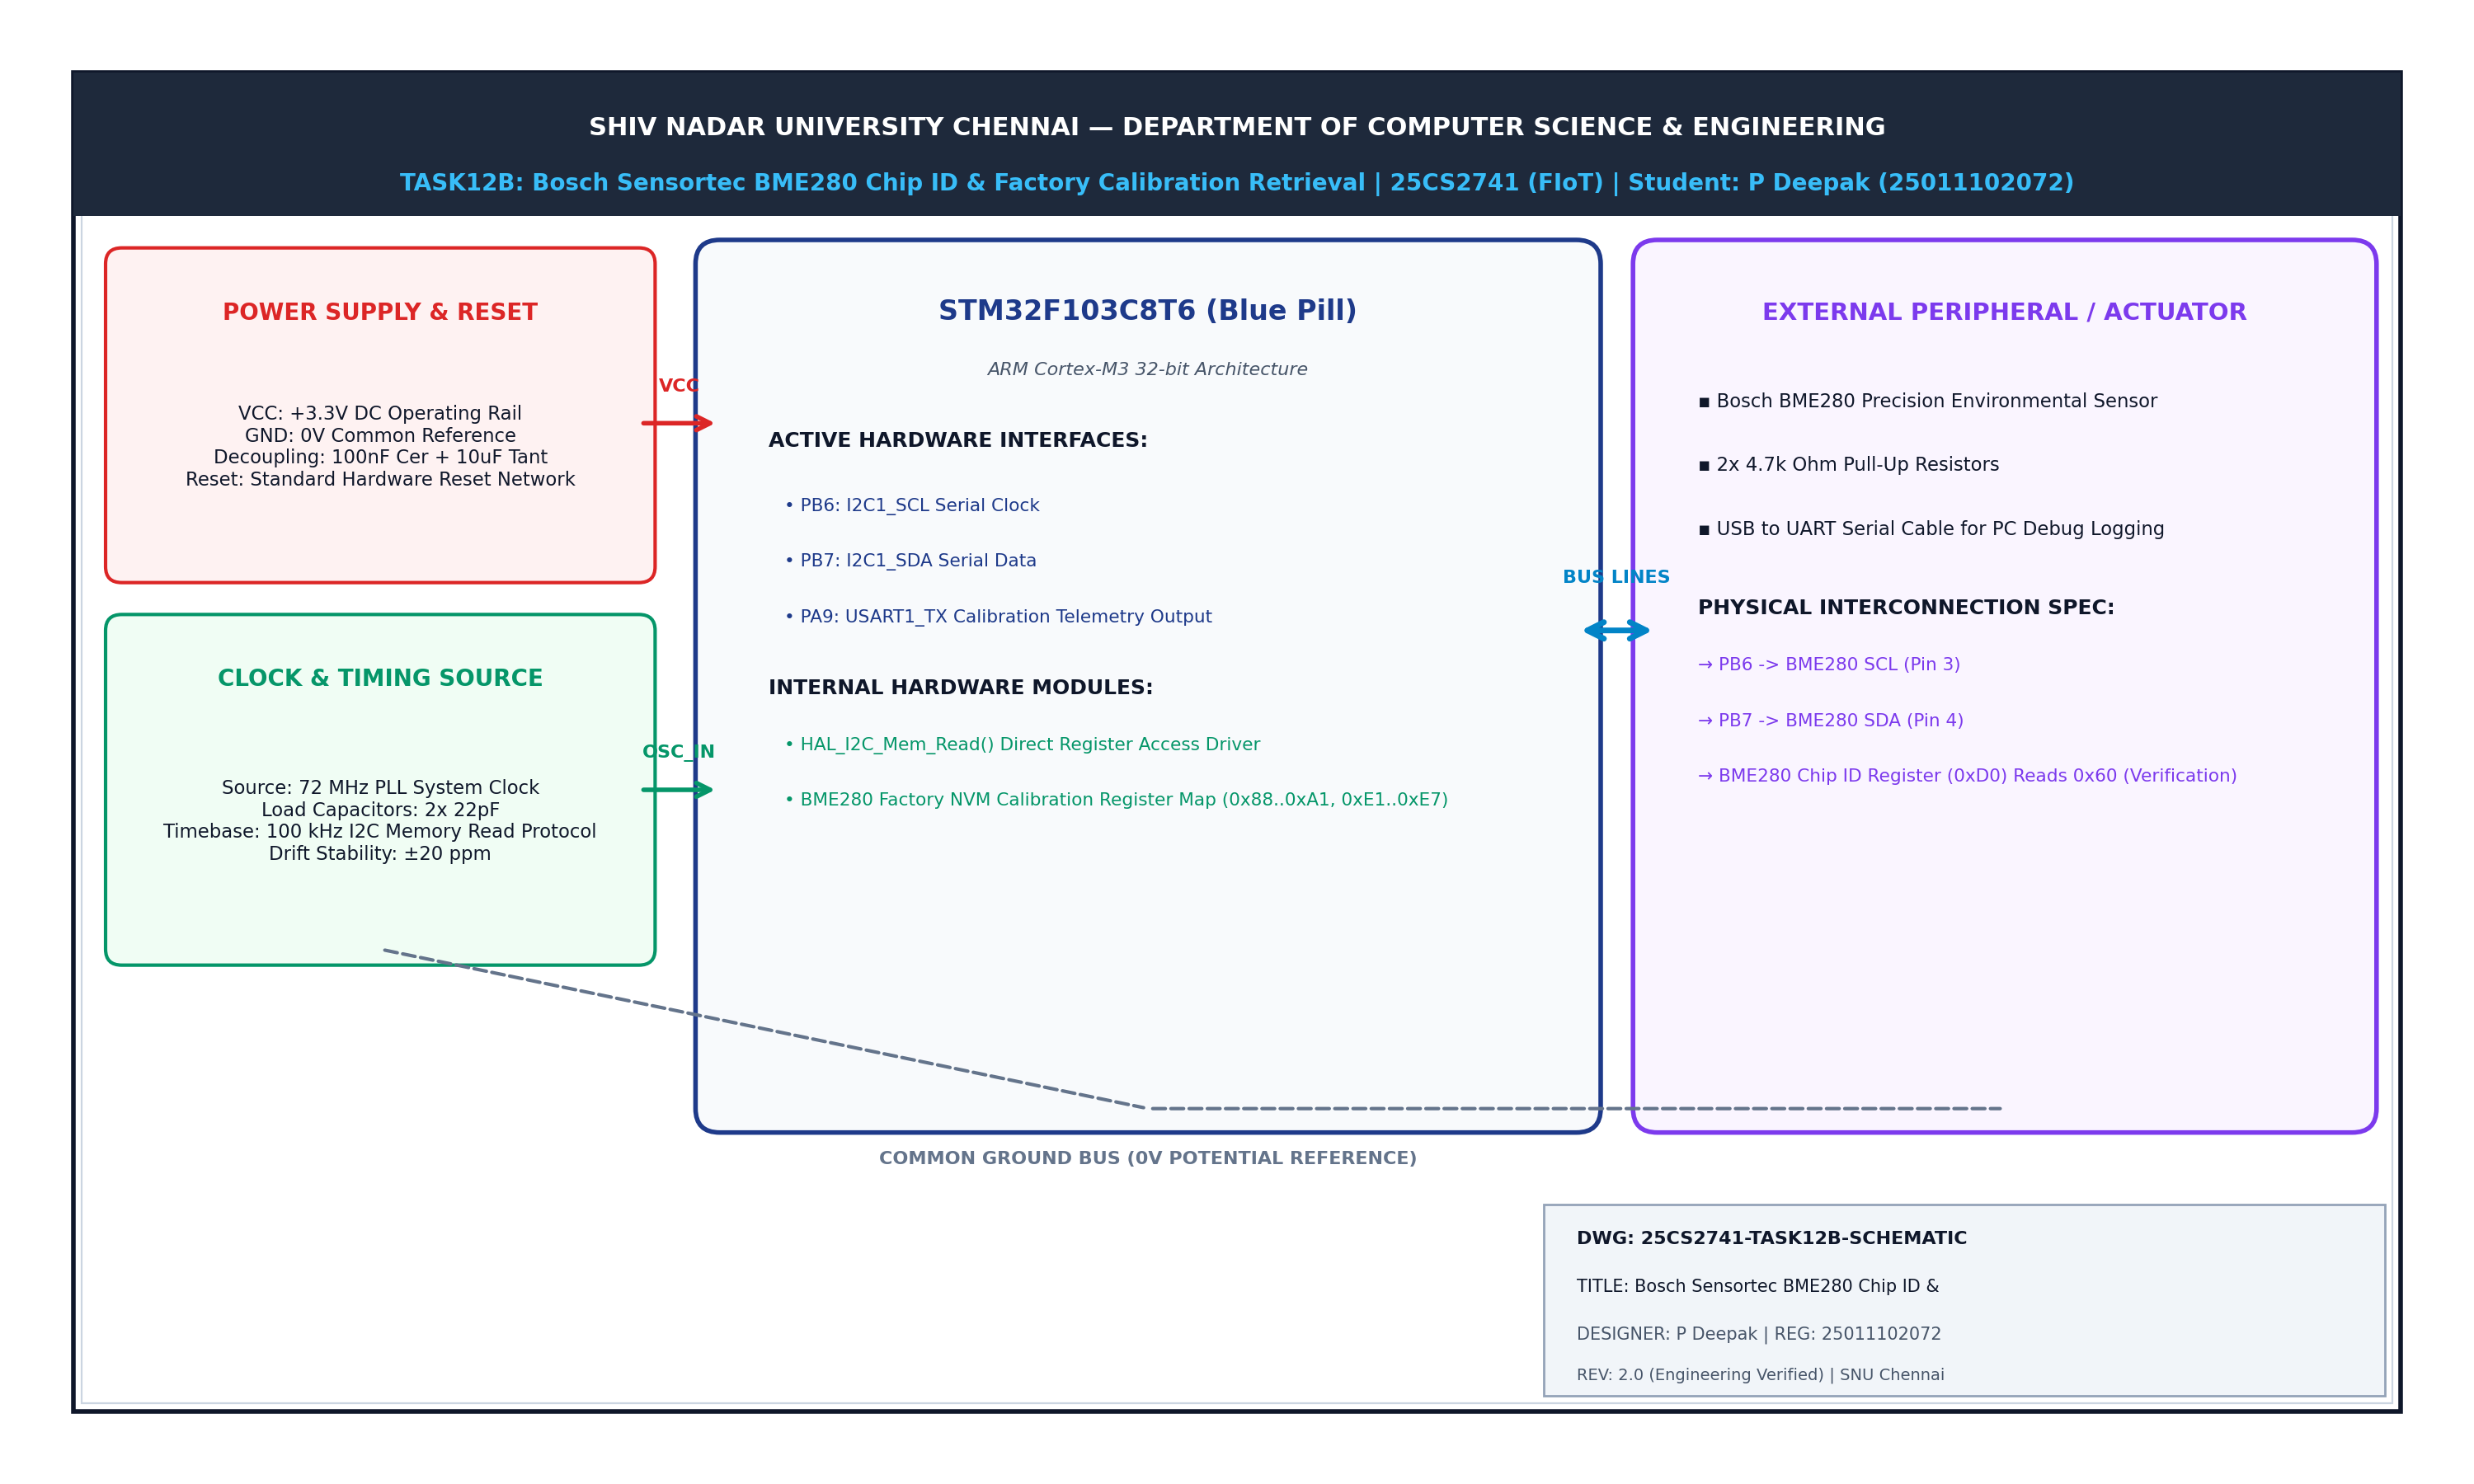 SHIV NADAR UNIVERSITY CHENNAI — DEPARTMENT OF COMPUTER SCIENCE & ENGINEERING
TASK12B: Bosch Sensortec BME280 Chip ID & Factory Calibration Retrieval | 25CS2741 (FIoT) | Student: P Deepak (25011102072)
POWER SUPPLY & RESET
VCC: +3.3V DC Operating Rail
GND: 0V Common Reference
Decoupling: 100nF Cer + 10uF Tant
Reset: Standard Hardware Reset Network
VCC
CLOCK & TIMING SOURCE
Source: 72 MHz PLL System Clock
Load Capacitors: 2x 22pF
Timebase: 100 kHz I2C Memory Read Protocol
Drift Stability: ±20 ppm
OSC_IN
STM32F103C8T6 (Blue Pill)
ARM Cortex-M3 32-bit Architecture
ACTIVE HARDWARE INTERFACES:
• PB6: I2C1_SCL Serial Clock
• PB7: I2C1_SDA Serial Data
• PA9: USART1_TX Calibration Telemetry Output
INTERNAL HARDWARE MODULES:
• HAL_I2C_Mem_Read() Direct Register Access Driver
• BME280 Factory NVM Calibration Register Map (0x88..0xA1, 0xE1..0xE7)
BUS LINES
EXTERNAL PERIPHERAL / ACTUATOR
▪ Bosch BME280 Precision Environmental Sensor
▪ 2x 4.7k Ohm Pull-Up Resistors
▪ USB to UART Serial Cable for PC Debug Logging
PHYSICAL INTERCONNECTION SPEC:
→ PB6 -> BME280 SCL (Pin 3)
→ PB7 -> BME280 SDA (Pin 4)
→ BME280 Chip ID Register (0xD0) Reads 0x60 (Verification)
COMMON GROUND BUS (0V POTENTIAL REFERENCE)
DWG: 25CS2741-TASK12B-SCHEMATIC
TITLE: Bosch Sensortec BME280 Chip ID &
DESIGNER: P Deepak | REG: 25011102072
REV: 2.0 (Engineering Verified) | SNU Chennai